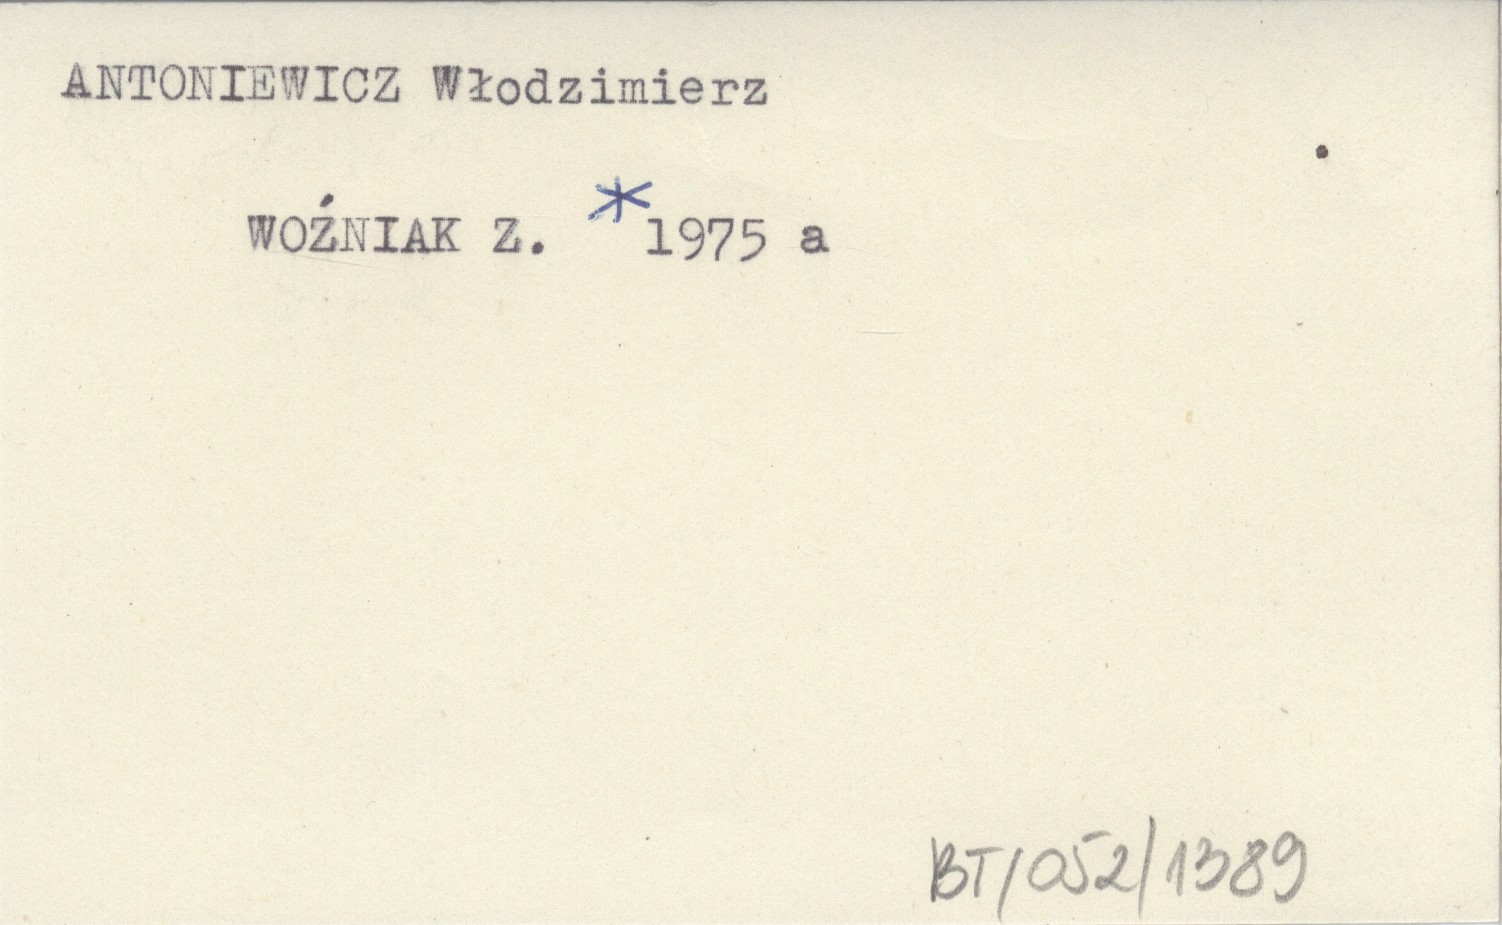 ANTONIEWICZ Włodzimierz
WOŹNIAK Z. *1975 a
BT/052/1389